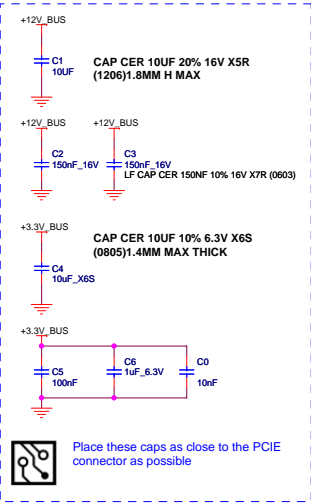 +12V_BUS
C1
10UF
CAP CER 10UF 20% 16V X5R
(1206)1.8MM H MAX
+12V_BUS
+12V_BUS
C2
150nF_16V
C3
150nF_16V
LF CAP CER 150NF 10% 16V X7R (0603)
+3.3V_BUS
CAP CER 10UF 10% 6.3V X6S
(0805)1.4MM MAX THICK
C4
10uF_X6S
+3.3V_BUS
C5
100nF
C6
1uF_6.3V
C0
10nF
Place these caps as close to the PCIE
connector as possible